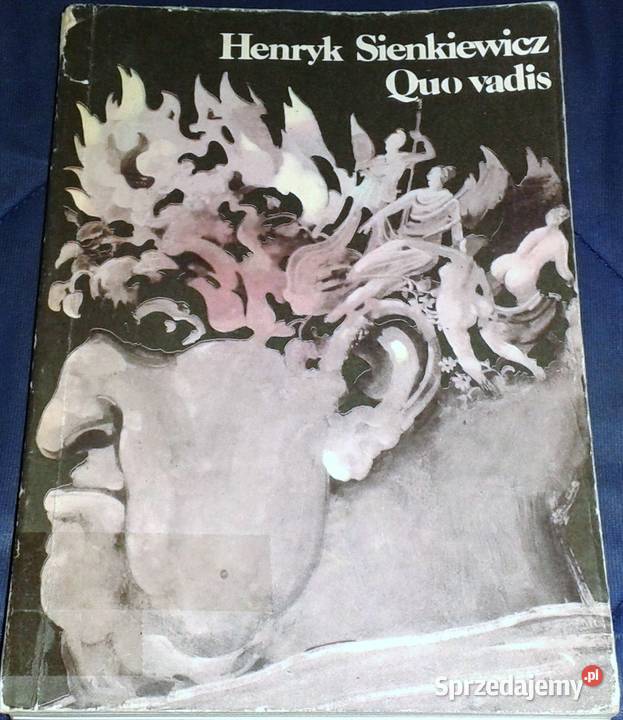 Henryk Sienkiewicz
Quo vadis
Sprzedajemy.pl